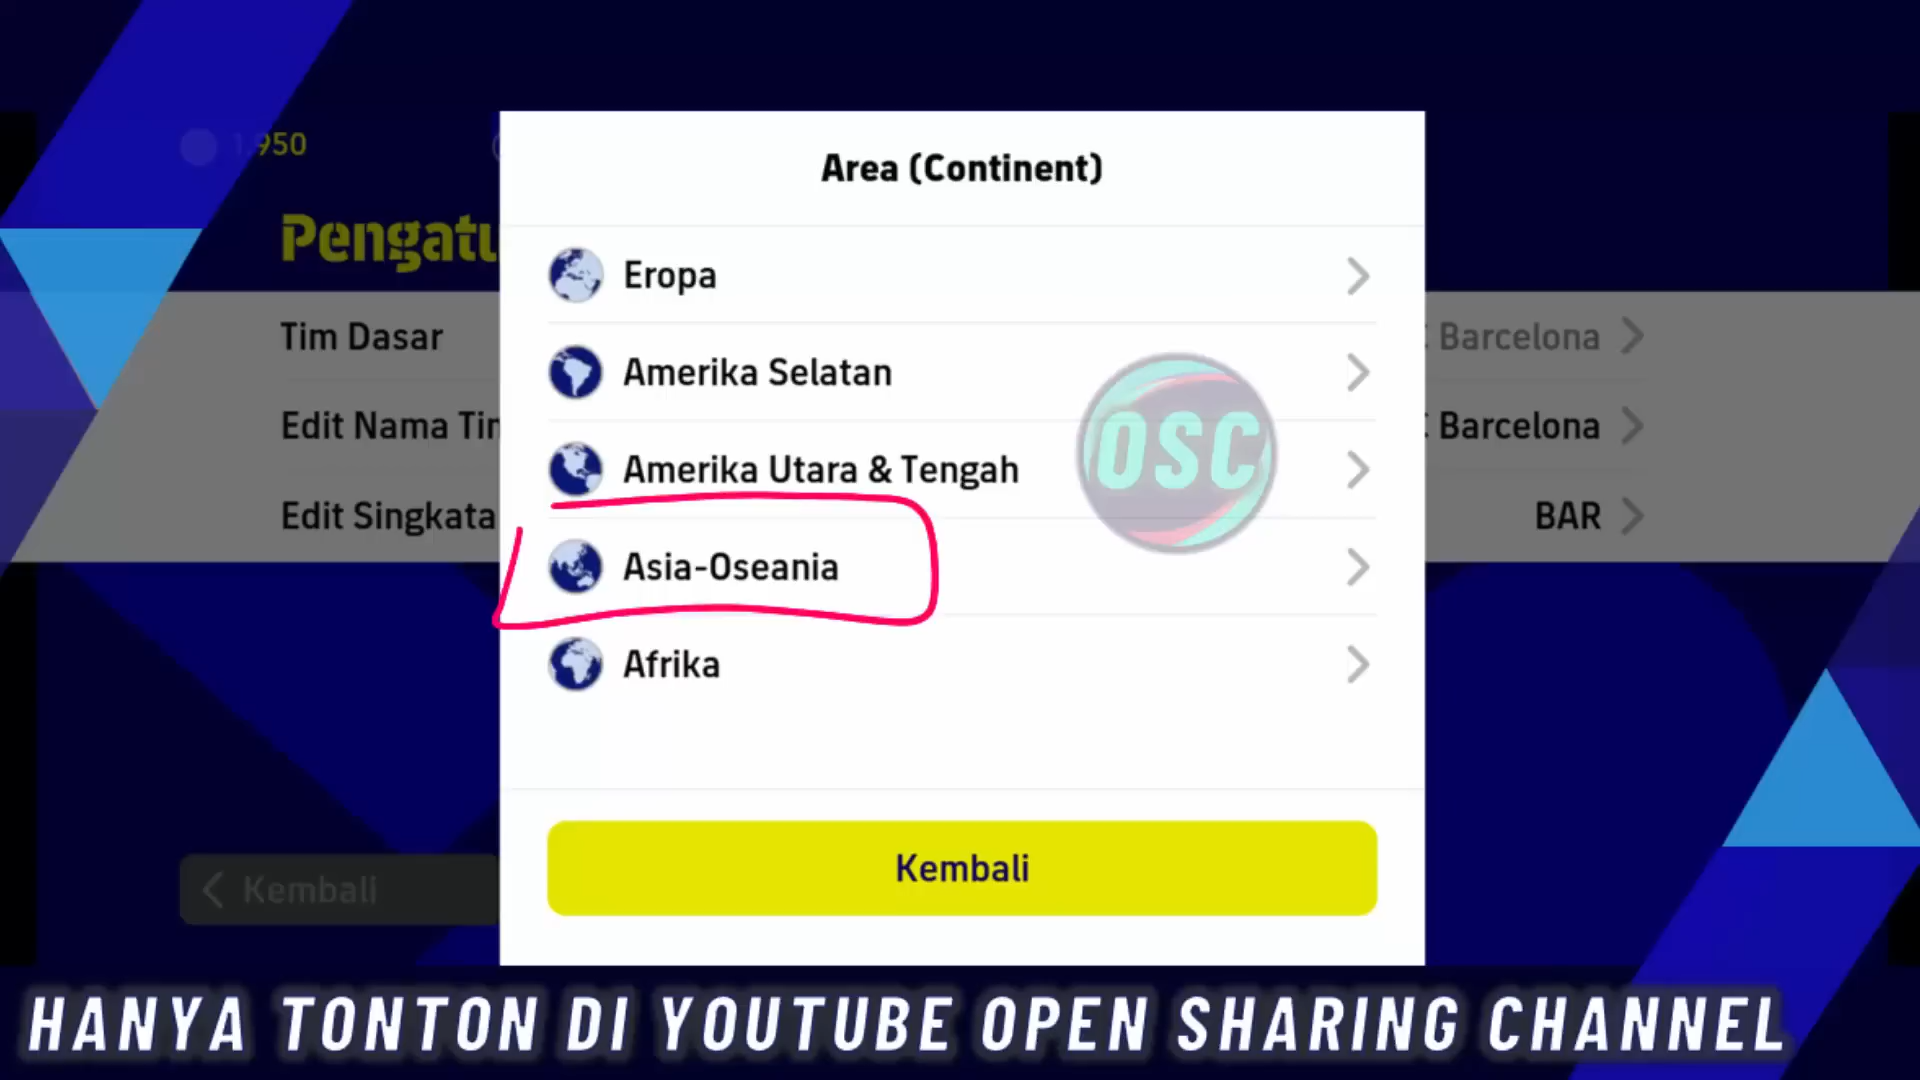 1,950
Pengatu
Area (Continent)
Eropa
Tim Dasar
Barcelona
Amerika Selatan
Edit Nama Tim
Barcelona
Amerika Utara & Tengah
OSC
Edit Singkata
BAR
Asia-Oseania
Afrika
Kembali
Kembali
HANYA TONTON DI YOUTUBE OPEN SHARING CHANNEL